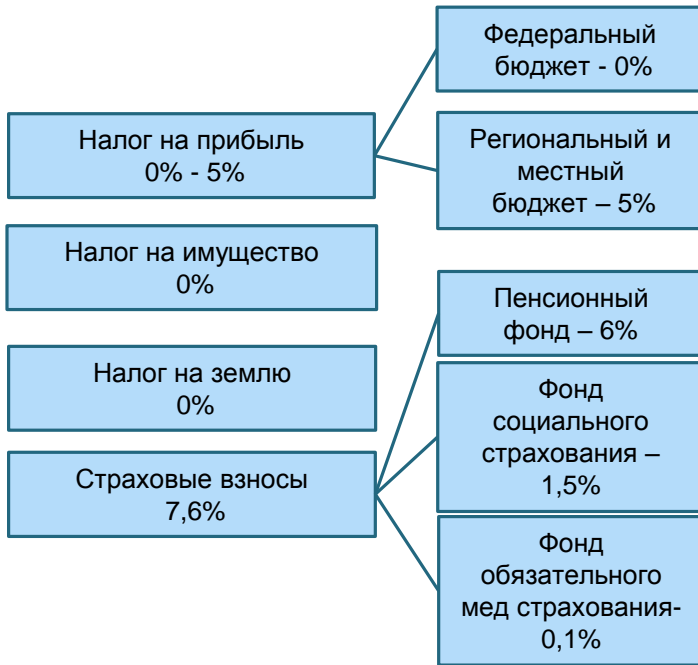 Федеральный
бюджет - 0%
Налог на прибыль
0% - 5%
Региональный и
местный
бюджет – 5%
Налог на имущество
0%
Пенсионный
фонд – 6%
Налог на землю
0%
Фонд
социального
страхования –
1,5%
Страховые взносы
7,6%
Фонд
обязательного
мед страхования-
0,1%